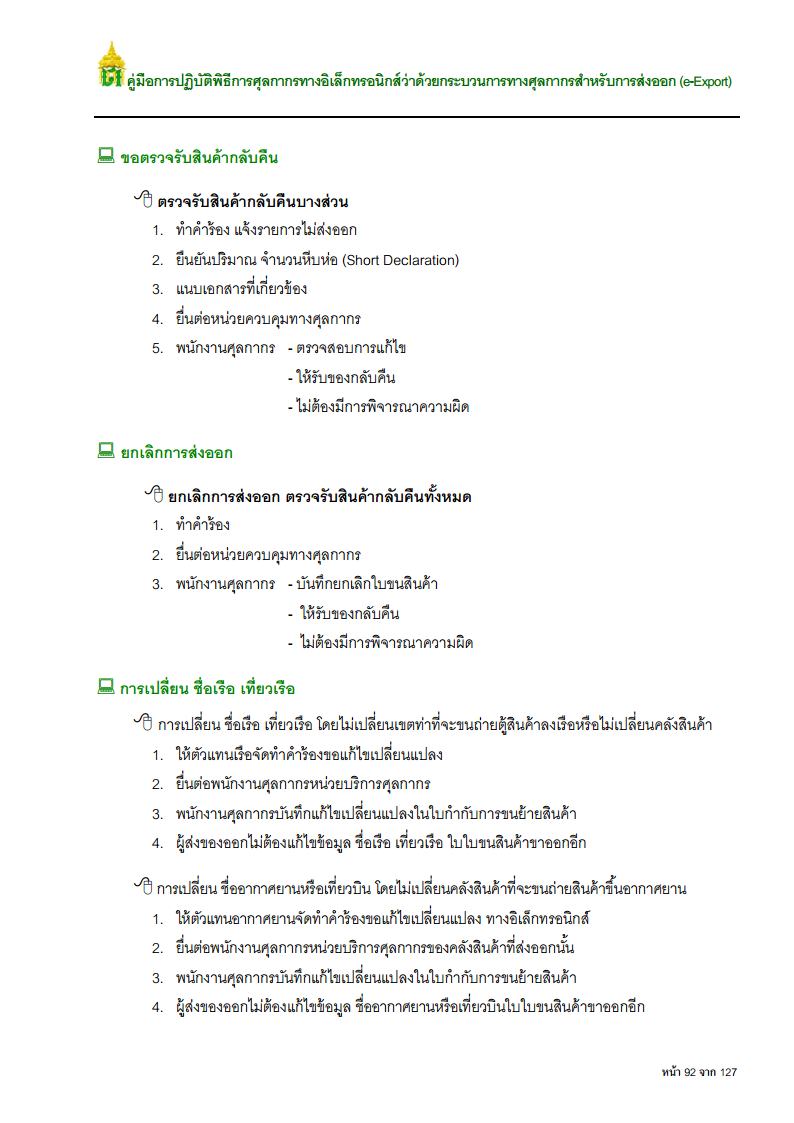 คู่มือการปฏิบัติพิธีการศุลกากรทางอิเล็กทรอนิกส์ว่าด้วยกระบวนการทางศุลกากรสำหรับการส่งออก (e-Export)
ขอตรวจรับสินค้ากลับคืน
ตรวจรับสินค้ากลับคืนบางส่วน
1. ทำคำร้อง แจ้งรายการไม่ส่งออก
2. ยืนยันปริมาณ จำนวนหีบห่อ (Short Declaration)
3. แนบเอกสารที่เกี่ยวข้อง
4. ยื่นต่อหน่วยควบคุมทางศุลกากร
5. พนักงานศุลกากร - ตรวจสอบการแก้ไข
- ให้รับของกลับคืน
- ไม่ต้องมีการพิจารณาความผิด
ยกเลิกการส่งออก
ยกเลิกการส่งออก ตรวจรับสินค้ากลับคืนทั้งหมด
1. ทำคำร้อง
2. ยื่นต่อหน่วยควบคุมทางศุลกากร
3. พนักงานศุลกากร - บันทึกยกเลิกใบขนสินค้า
- ให้รับของกลับคืน
- ไม่ต้องมีการพิจารณาความผิด
การเปลี่ยน ชื่อเรือ เที่ยวเรือ
การเปลี่ยน ชื่อเรือ เที่ยวเรือ โดยไม่เปลี่ยนเขตท่าที่จะขนถ่ายตู้สินค้าลงเรือหรือไม่เปลี่ยนคลังสินค้า
1. ให้ตัวแทนเรือจัดทำคำร้องขอแก้ไขเปลี่ยนแปลง
2. ยื่นต่อพนักงานศุลกากรหน่วยบริการศุลกากร
3. พนักงานศุลกากรบันทึกแก้ไขเปลี่ยนแปลงในใบกำกับการขนย้ายสินค้า
4. ผู้ส่งของออกไม่ต้องแก้ไขข้อมูล ชื่อเรือ เที่ยวเรือ ใบใบขนสินค้าขาออกอีก
การเปลี่ยน ชื่ออากาศยานหรือเที่ยวบิน โดยไม่เปลี่ยนคลังสินค้าที่จะขนถ่ายสินค้าขึ้นอากาศยาน
1. ให้ตัวแทนอากาศยานจัดทำคำร้องขอแก้ไขเปลี่ยนแปลง ทางอิเล็กทรอนิกส์
2. ยื่นต่อพนักงานศุลกากรหน่วยบริการศุลกากรของคลังสินค้าที่ส่งออกนั้น
3. พนักงานศุลกากรบันทึกแก้ไขเปลี่ยนแปลงในใบกำกับการขนย้ายสินค้า
4. ผู้ส่งของออกไม่ต้องแก้ไขข้อมูล ชื่ออากาศยานหรือเที่ยวบินใบใบขนสินค้าขาออกอีก
หน้า 92 จาก 127